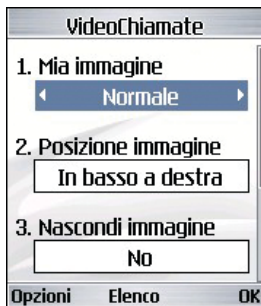 VideoChiamate
1. Mia immagine
Normale
2. Posizione immagine
In basso a destra
3. Nascondi immagine
No
Opzioni Elenco OK